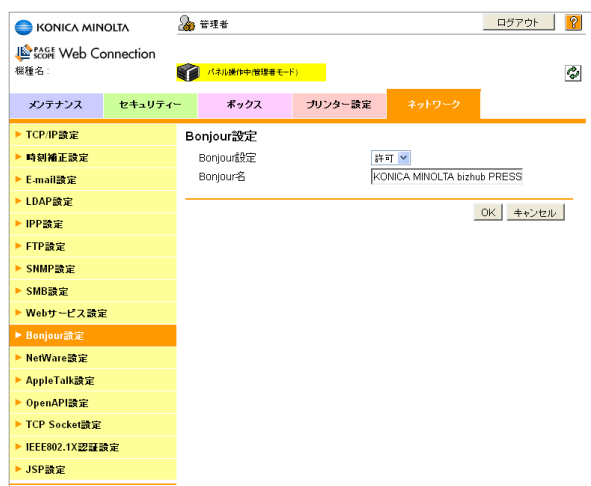 KONICA MINOLTA
管理者
ログアウト
?
PAGE SCOPE Web Connection
機種名 :
パネル操作中(管理者モード)
メンテナンス
セキュリティー
ボックス
プリンター設定
ネットワーク
TCP/IP設定
時刻補正設定
E-mail設定
LDAP設定
IPP設定
FTP設定
SNMP設定
SMB設定
Webサービス設定
Bonjour設定
NetWare設定
AppleTalk設定
OpenAPI設定
TCP Socket設定
IEEE802.1X認証設定
JSP設定
Bonjour設定
Bonjour設定
許可
Bonjour名
KONICA MINOLTA bizhub PRESS
OK
キャンセル